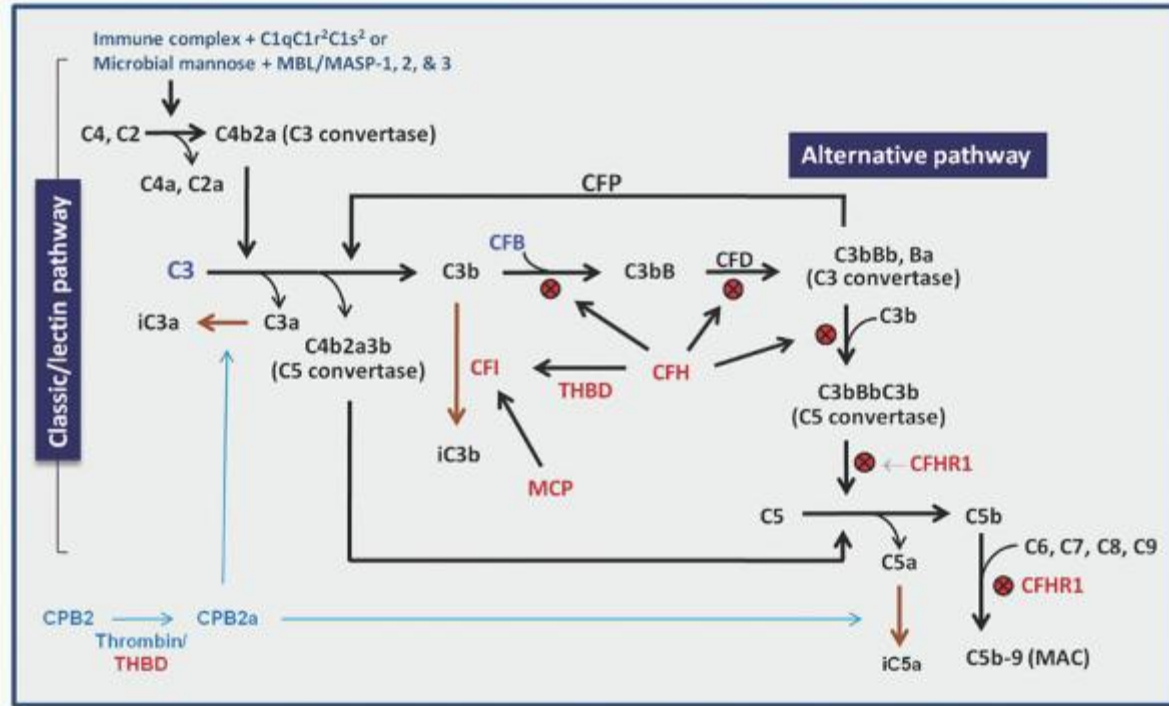 Immune complex + C1qC1r²C1s² or
Microbial mannose + MBL/MASP-1, 2, & 3
C4, C2
C4b2a (C3 convertase)
C4a, C2a
Classic/lectin pathway
Alternative pathway
CFP
C3
C3b
CFB
C3bB
CFD
C3bBb, Ba
(C3 convertase)
iC3a
C3a
C3b
C4b2a3b
(C5 convertase)
CFI
THBD
CFH
C3bBbC3b
(C5 convertase)
iC3b
MCP
CFHR1
C5
C5b
C5a
C6, C7, C8, C9
CFHR1
CPB2
CPB2a
Thrombin/
THBD
iC5a
C5b-9 (MAC)